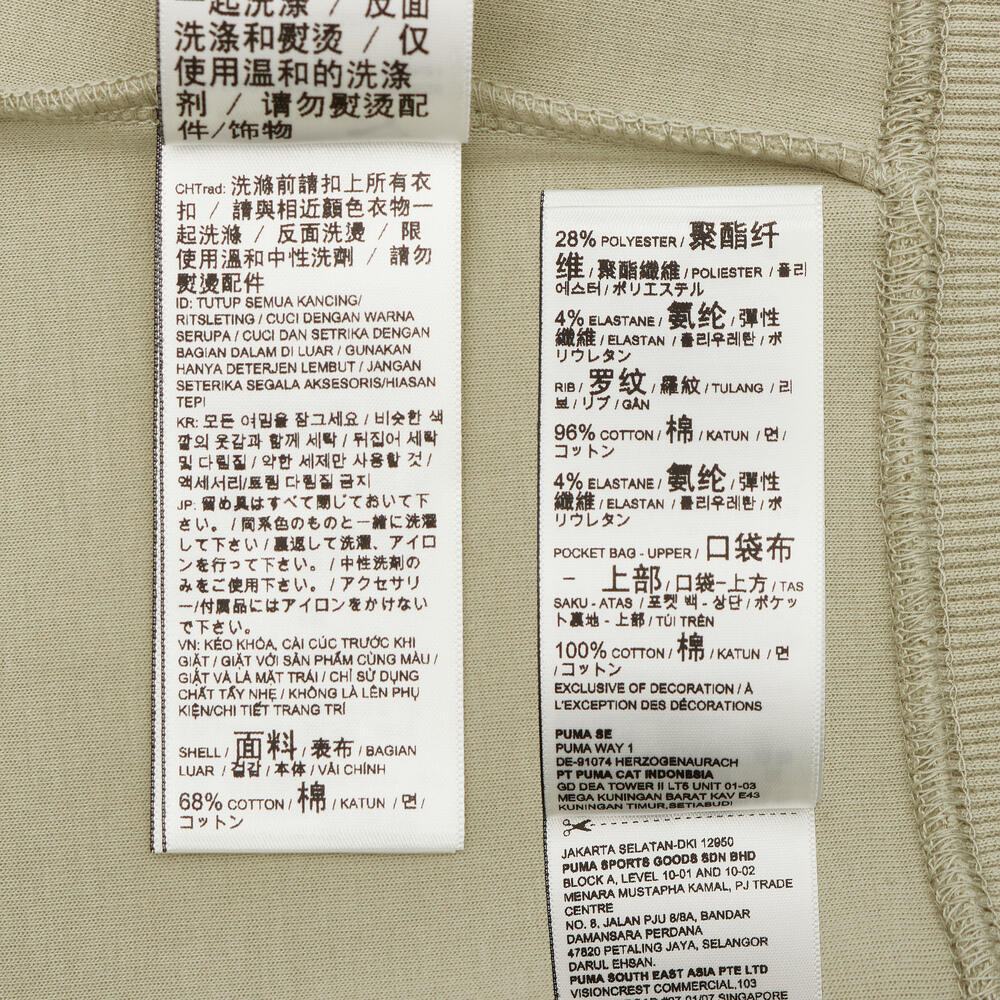 一起洗涤 / 反面
洗涤和熨烫 / 仅
使用温和的洗涤
剂 / 请勿熨烫配
件/饰物
CHTrad: 洗滌前請扣上所有衣
扣 / 請與相近顏色衣物一
起洗滌 / 反面洗燙 / 限
使用溫和中性洗劑 / 請勿
熨燙配件
ID: TUTUP SEMUA KANCING/
RITSLETING / CUCI DENGAN WARNA
SERUPA / CUCI DAN SETRIKA DENGAN
BAGIAN DALAM DI LUAR / GUNAKAN
HANYA DETERJEN LEMBUT / JANGAN
SETERIKA SEGALA AKSESORIS/HIASAN
TEPI
KR: 모든 여밈을 잠그세요 / 비슷한 색
깔의 옷감과 함께 세탁 / 뒤집어 세탁
및 다림질 / 약한 세제만 사용할 것 /
액세서리/트림 다림질 금지
JP: 留め具はすべて閉じておいて下
さい。 / 同系色のものと一緒に洗濯
して下さい / 裏返して洗濯、アイロ
ンを行って下さい。 / 中性洗剤の
みをご使用下さい。 / アクセサリ
ー/付属品にはアイロンをかけない
で下さい。
VN: KÉO KHÓA, CÀI CÚC TRƯỚC KHI
GIẶT / GIẶT VỚI SẢN PHẨM CÙNG MÀU /
GIẶT VÀ LÀ MẶT TRÁI / CHỈ SỬ DỤNG
CHẤT TẨY NHẸ / KHÔNG LÀ LÊN PHỤ
KIỆN/CHI TIẾT TRANG TRÍ
SHELL / 面料 / 表布 / BAGIAN
LUAR / 겉감 / 本体 / VẢI CHÍNH
68% COTTON / 棉 / KATUN / 면 /
コットン
28% POLYESTER / 聚酯纤
维 / 聚酯纖維 / POLIESTER / 폴리
에스터 / ポリエステル
4% ELASTANE / 氨纶 / 彈性
纖維 / ELASTAN / 폴리우레탄 / ポ
リウレタン
RIB / 罗纹 / 羅紋 / TULANG / 리
브 / リブ / GÂN
96% COTTON / 棉 / KATUN / 면 /
コットン
4% ELASTANE / 氨纶 / 彈性
纖維 / ELASTAN / 폴리우레탄 / ポ
リウレタン
POCKET BAG - UPPER / 口袋布
- 上部 / 口袋-上方 / TAS
SAKU - ATAS / 포켓 백 - 상단 / ポケッ
ト裏地 - 上部 / TÚI TRÊN
100% COTTON / 棉 / KATUN / 면
/ コットン
EXCLUSIVE OF DECORATION / À
L'EXCEPTION DES DÉCORATIONS
PUMA SE
PUMA WAY 1
DE-91074 HERZOGENAURACH
PT PUMA CAT INDONESIA
GD DEA TOWER II LT5 UNIT 01-03
MEGA KUNINGAN BARAT KAV E43
KUNINGAN TIMUR,SETIABUDI
JAKARTA SELATAN-DKI 12950
PUMA SPORTS GOODS SDN BHD
BLOCK A, LEVEL 10-01 AND 10-02
MENARA MUSTAPHA KAMAL, PJ TRADE
CENTRE
NO. 8, JALAN PJU 8/8A, BANDAR
DAMANSARA PERDANA
47820 PETALING JAYA, SELANGOR
DARUL EHSAN.
PUMA SOUTH EAST ASIA PTE LTD
VISIONCREST COMMERCIAL,103
ROAD #07-01/07 SINGAPORE